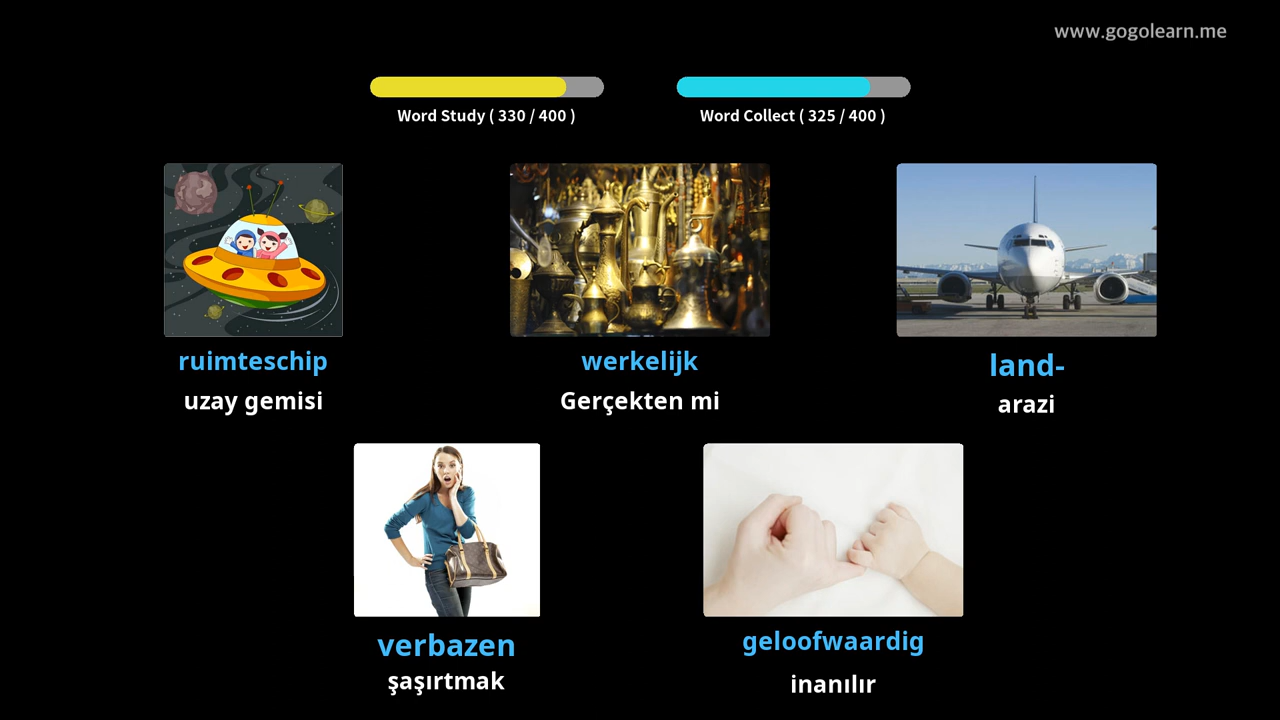 www.gogolearn.me
Word Study ( 330 / 400 )
Word Collect ( 325 / 400 )
ruimteschip
uzay gemisi
werkelijk
Gerçekten mi
land-
arazi
verbazen
şaşırtmak
geloofwaardig
inanılır